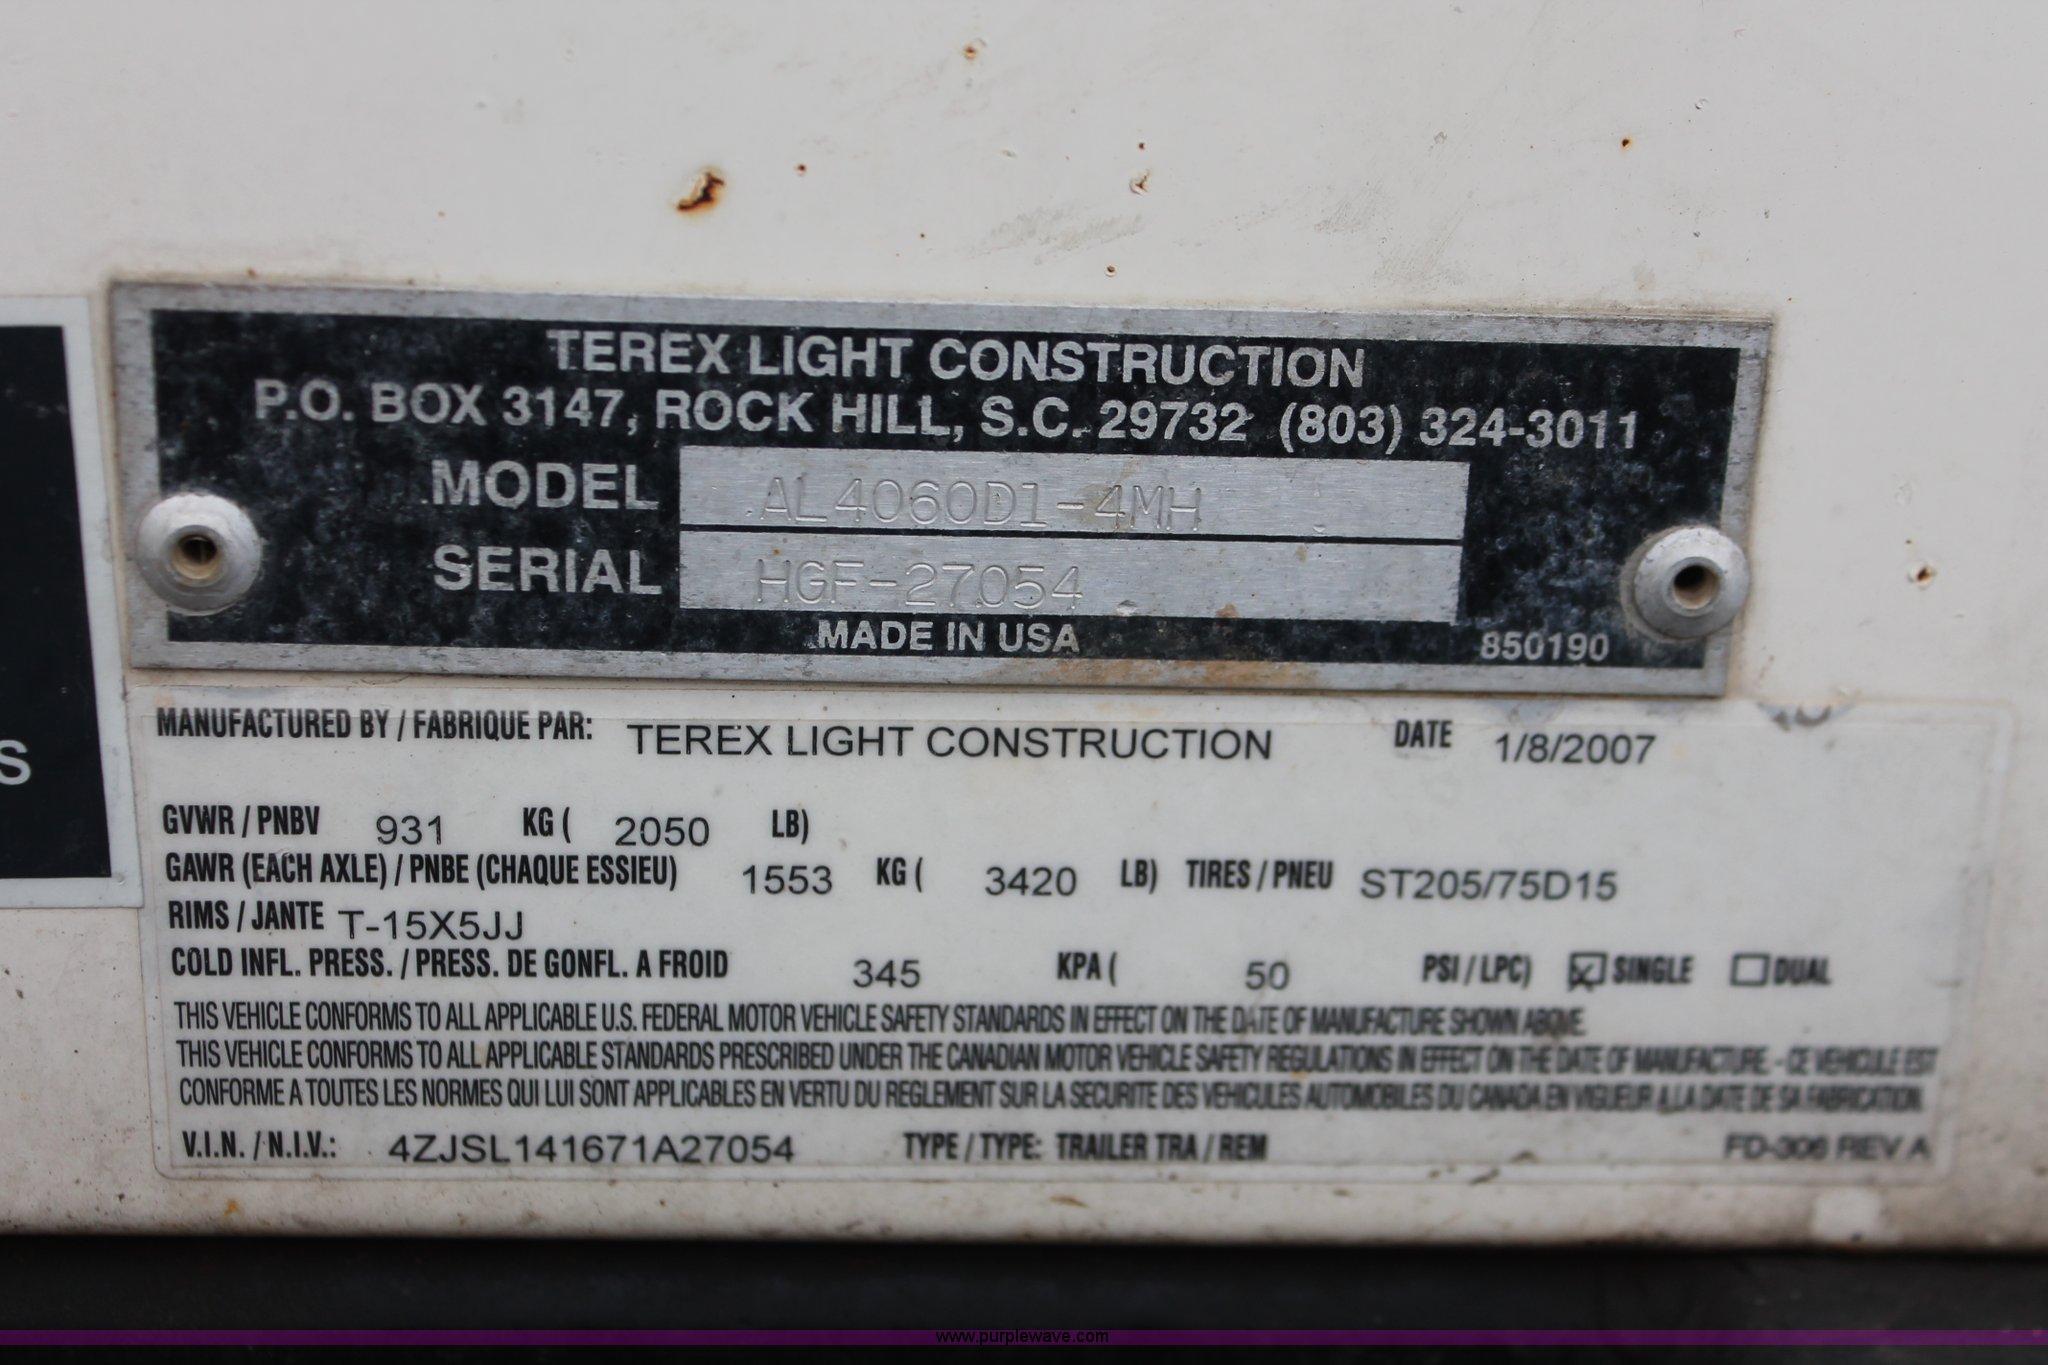 TEREX LIGHT CONSTRUCTION
P.O. BOX 3147, ROCK HILL, S.C. 29732 (803) 324-3011
MODEL AL4060D1-4MH
SERIAL HGF-27054
MADE IN USA 850190
S
MANUFACTURED BY / FABRIQUE PAR: TEREX LIGHT CONSTRUCTION DATE 1/8/2007
GVWR / PNBV 931 KG ( 2050 LB)
GAWR (EACH AXLE) / PNBE (CHAQUE ESSIEU) 1553 KG ( 3420 LB) TIRES / PNEU ST205/75D15
RIMS / JANTE T-15X5JJ
COLD INFL. PRESS. / PRESS. DE GONFL. A FROID 345 KPA ( 50 PSI / LPC) ☒ SINGLE ☐ DUAL
THIS VEHICLE CONFORMS TO ALL APPLICABLE U.S. FEDERAL MOTOR VEHICLE SAFETY STANDARDS IN EFFECT ON THE DATE OF MANUFACTURE SHOWN ABOVE.
THIS VEHICLE CONFORMS TO ALL APPLICABLE STANDARDS PRESCRIBED UNDER THE CANADIAN MOTOR VEHICLE SAFETY REGULATIONS IN EFFECT ON THE DATE OF MANUFACTURE. - CE VEHICULE EST
CONFORME A TOUTES LES NORMES QUI LUI SONT APPLICABLES EN VERTU DU REGLEMENT SUR LA SECURITE DES VEHICULES AUTOMOBILES DU CANADA EN VIGUEUR A LA DATE DE SA FABRICATION.
V.I.N. / N.I.V.: 4ZJSL141671A27054 TYPE / TYPE: TRAILER TRA / REM FD-306 REV A
www.purplewave.com